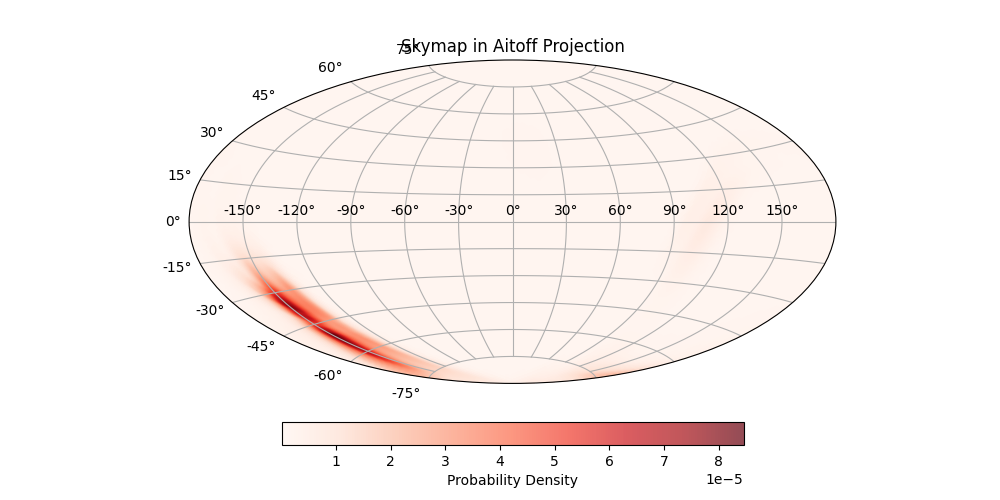 Skymap in Aitoff Projection
75°
60°
45°
30°
15°
0°
-150° -120° -90° -60° -30° 0° 30° 60° 90° 120° 150°
-15°
-30°
-45°
-60°
-75°
1 2 3 4 5 6 7 8
1e−5
Probability Density